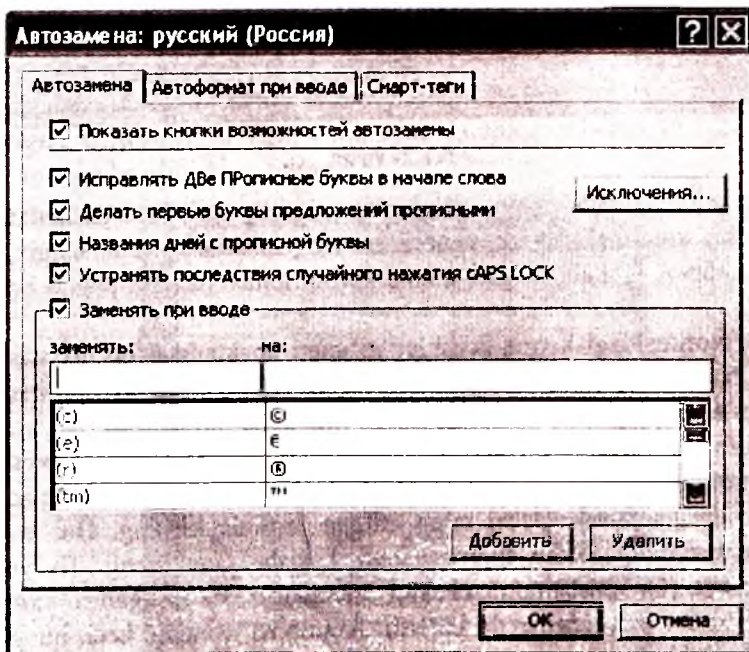 Автозамена: русский (Россия)
Автозамена Автоформат при вводе Смарт-теги
Показать кнопки возможностей автозамены
Исправлять ДВе ПРописные буквы в начале слова
Исключения...
Делать первые буквы предложений прописными
Названия дней с прописной буквы
Устранять последствия случайного нажатия cAPS LOCK
Заменять при вводе
заменять: на:
(c) ©
(e) €
(r) ®
(tm) ™
Добавить Удалить
ОК Отмена